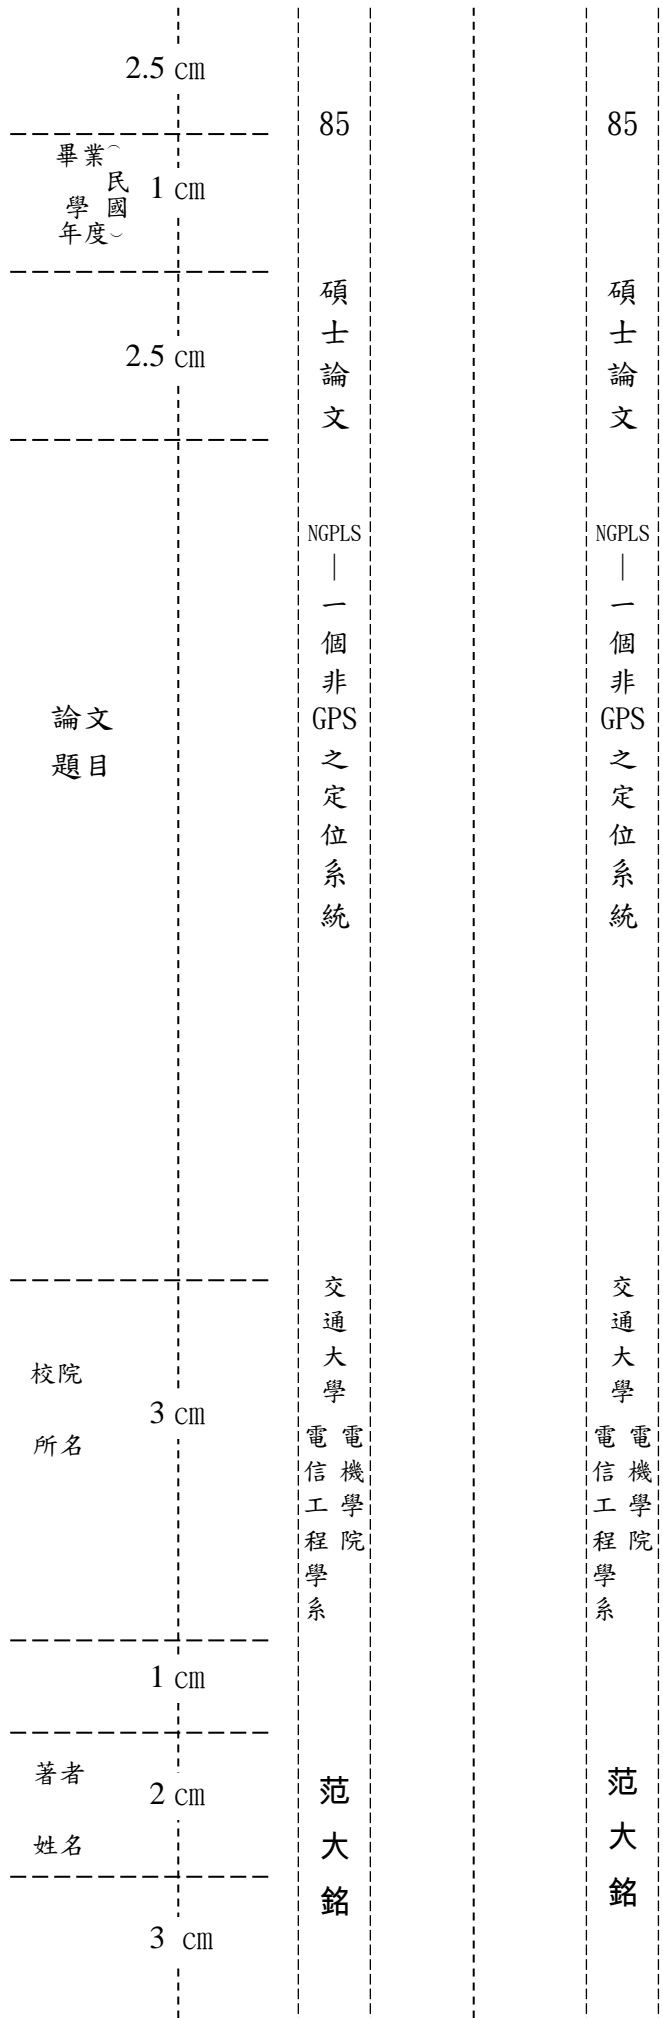 2.5 cm
畢業學年度
（民國）
1 cm
2.5 cm
論文
題目
校院
所名
3 cm
1 cm
著者
姓名
2 cm
3 cm
85
碩士論文
NGPLS—一個非GPS之定位系統
交通大學
電機學院
電信工程學系
范大銘
85
碩士論文
NGPLS—一個非GPS之定位系統
交通大學
電機學院
電信工程學系
范大銘